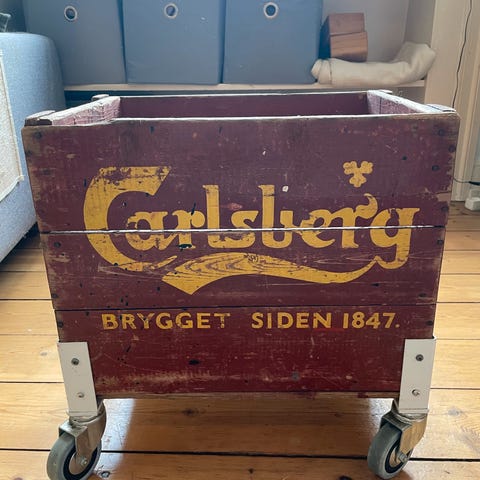 Carlsberg
BRYGGET SIDEN 1847.